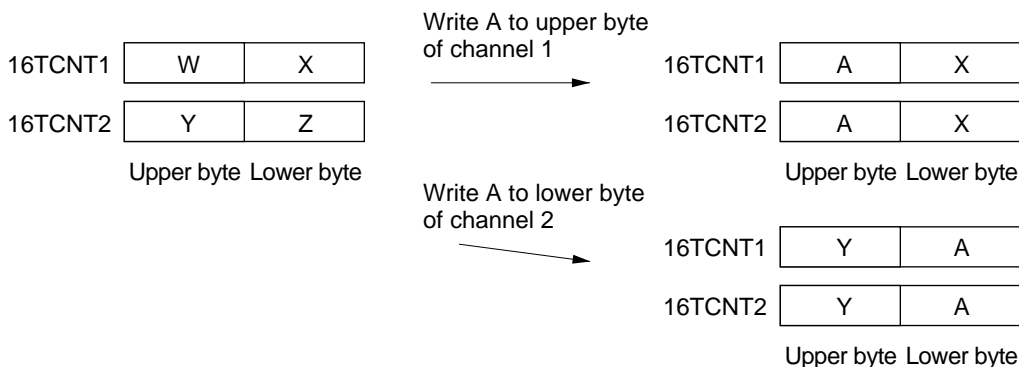 Write A to upper byte
of channel 1
16TCNT1 W X
16TCNT2 Y Z
Upper byte Lower byte
16TCNT1 A X
16TCNT2 A X
Upper byte Lower byte
Write A to lower byte
of channel 2
16TCNT1 Y A
16TCNT2 Y A
Upper byte Lower byte